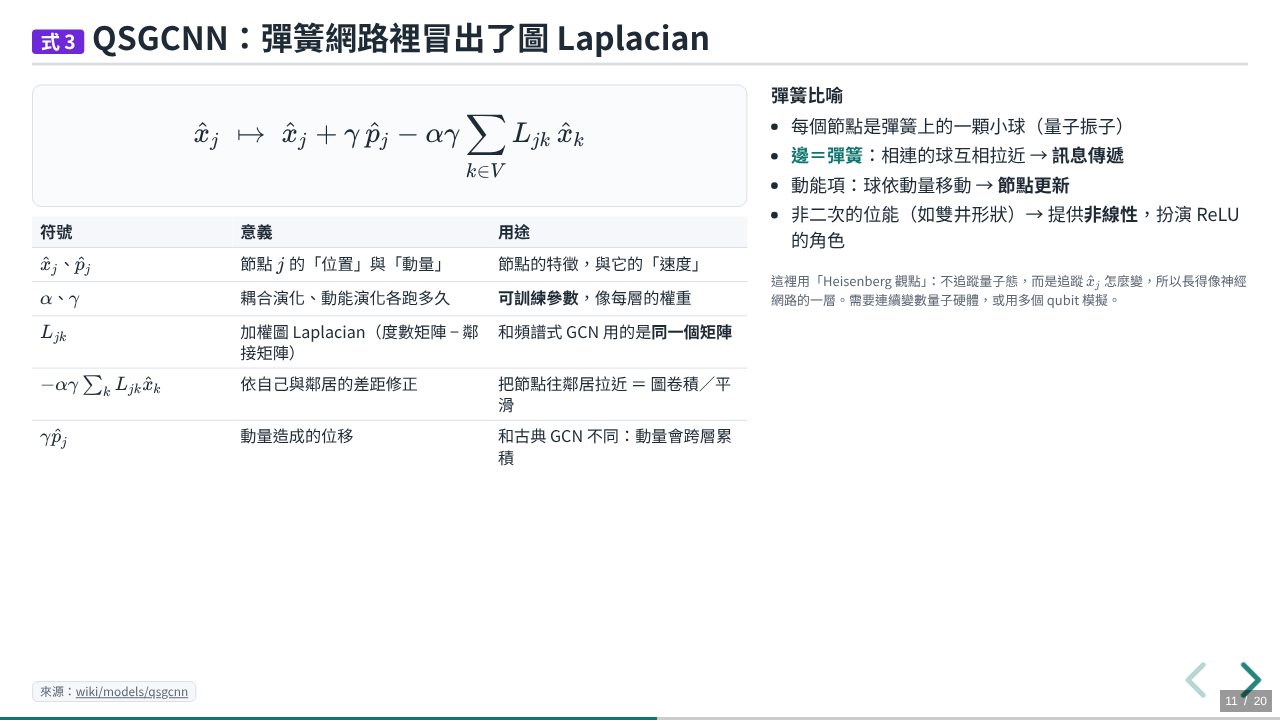 式 3 QSGCNN：彈簧網路裡冒出了圖 Laplacian
x̂ⱼ ↦ x̂ⱼ + γ p̂ⱼ − αγ ∑_{k∈V} L_{jk} x̂ₖ
符號 意義 用途
x̂ⱼ、p̂ⱼ 節點 j 的「位置」與「動量」 節點的特徵，與它的「速度」
α、γ 耦合演化、動能演化各跑多久 可訓練參數，像每層的權重
L_{jk} 加權圖 Laplacian（度數矩陣 − 鄰接矩陣） 和頻譜式 GCN 用的是同一個矩陣
−αγ ∑ₖ L_{jk}x̂ₖ 依自己與鄰居的差距修正 把節點往鄰居拉近 ＝ 圖卷積／平滑
γp̂ⱼ 動量造成的位移 和古典 GCN 不同：動量會跨層累積
彈簧比喻
• 每個節點是彈簧上的一顆小球（量子振子）
• 邊＝彈簧：相連的球互相拉近 → 訊息傳遞
• 動能項：球依動量移動 → 節點更新
• 非二次的位能（如雙井形狀）→ 提供非線性，扮演 ReLU
的角色
這裡用「Heisenberg 觀點」：不追蹤量子態，而是追蹤 x̂ⱼ 怎麼變，所以長得像神經
網路的一層。需要連續變數量子硬體，或用多個 qubit 模擬。
來源：wiki/models/qsgcnn
11 / 20